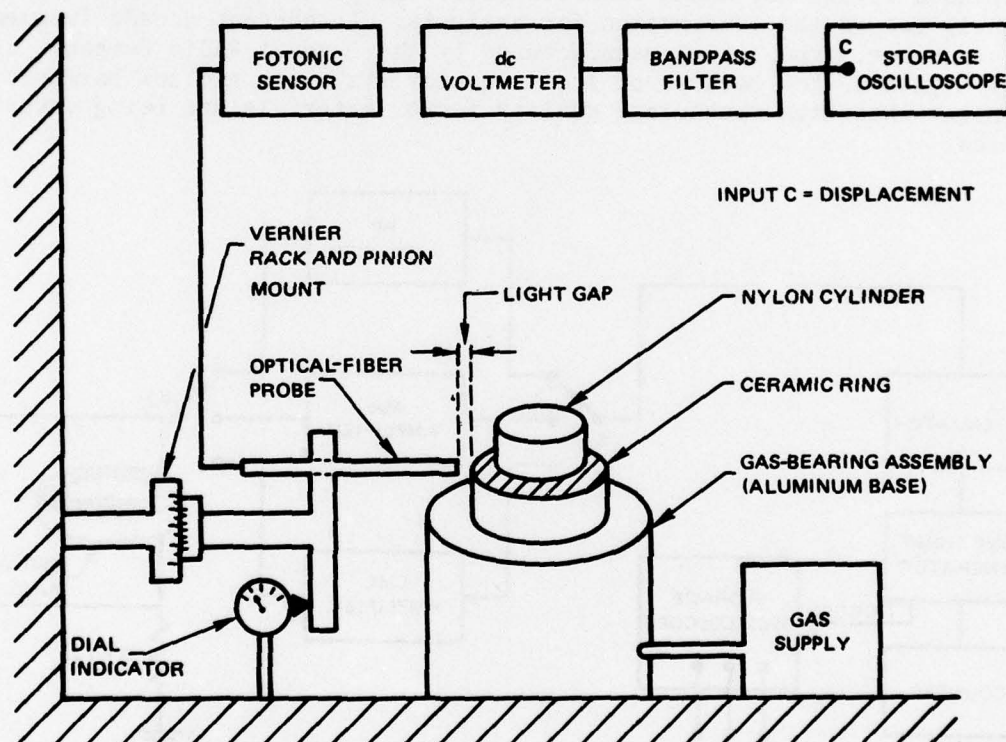 FOTONIC
SENSOR
dc
VOLTMETER
BANDPASS
FILTER
C
STORAGE
OSCILLOSCOPE
INPUT C = DISPLACEMENT
VERNIER
RACK AND PINION
MOUNT
LIGHT GAP
NYLON CYLINDER
OPTICAL-FIBER
PROBE
CERAMIC RING
GAS-BEARING ASSEMBLY
(ALUMINUM BASE)
DIAL
INDICATOR
GAS
SUPPLY